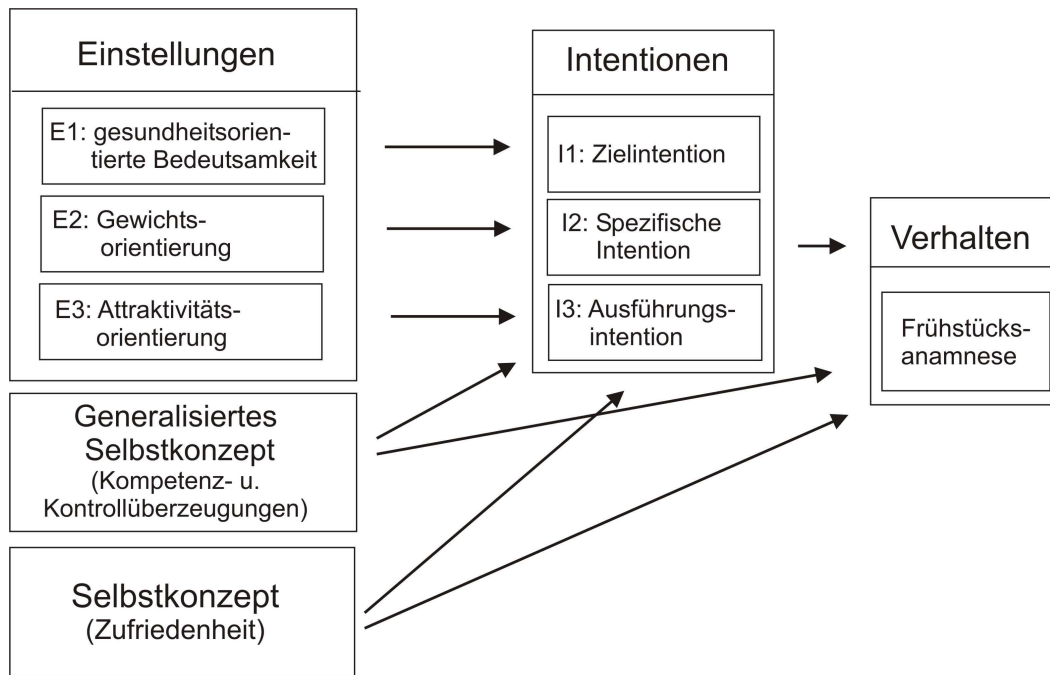 Einstellungen
E1: gesundheitsorien-
tierte Bedeutsamkeit
E2: Gewichts-
orientierung
E3: Attraktivitäts-
orientierung
Generalisiertes
Selbstkonzept
(Kompetenz- u.
Kontrollüberzeugungen)
Selbstkonzept
(Zufriedenheit)
Intentionen
I1: Zielintention
I2: Spezifische
Intention
I3: Ausführungs-
intention
Verhalten
Frühstücks-
anamnese